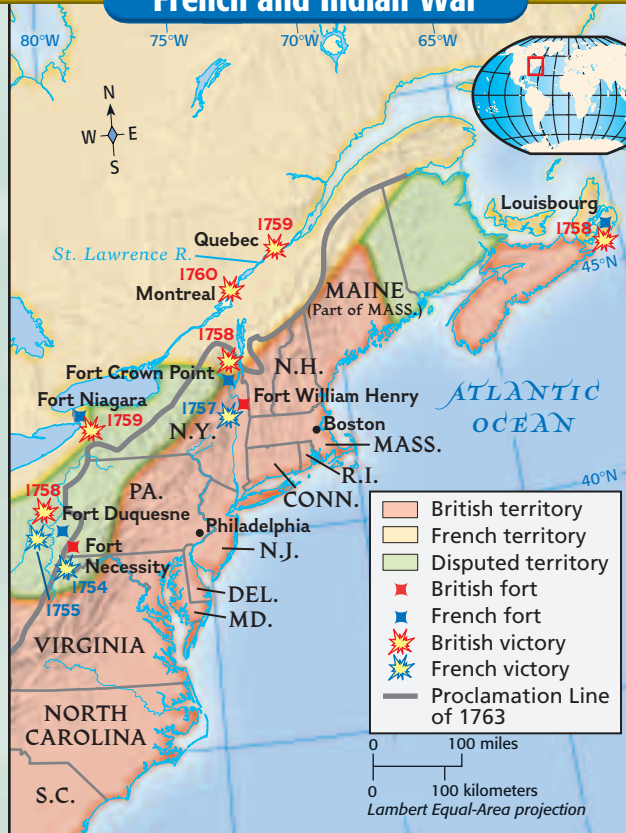 French and Indian War
80°W
75°W
70°W
65°W
N
W
E
S
Louisbourg
1758
45°N
1759
Quebec
St. Lawrence R.
1760
Montreal
MAINE
(Part of MASS.)
1758
N.H.
Fort Crown Point
Fort Niagara
Fort William Henry
1759
1757
N.Y.
ATLANTIC
OCEAN
Boston
MASS.
R.I.
CONN.
40°N
PA.
1758
Fort Duquesne
Philadelphia
Fort
Necessity
N.J.
1754
1755
DEL.
MD.
VIRGINIA
NORTH
CAROLINA
S.C.
British territory
French territory
Disputed territory
British fort
French fort
British victory
French victory
Proclamation Line
of 1763
0
100 miles
0
100 kilometers
Lambert Equal-Area projection